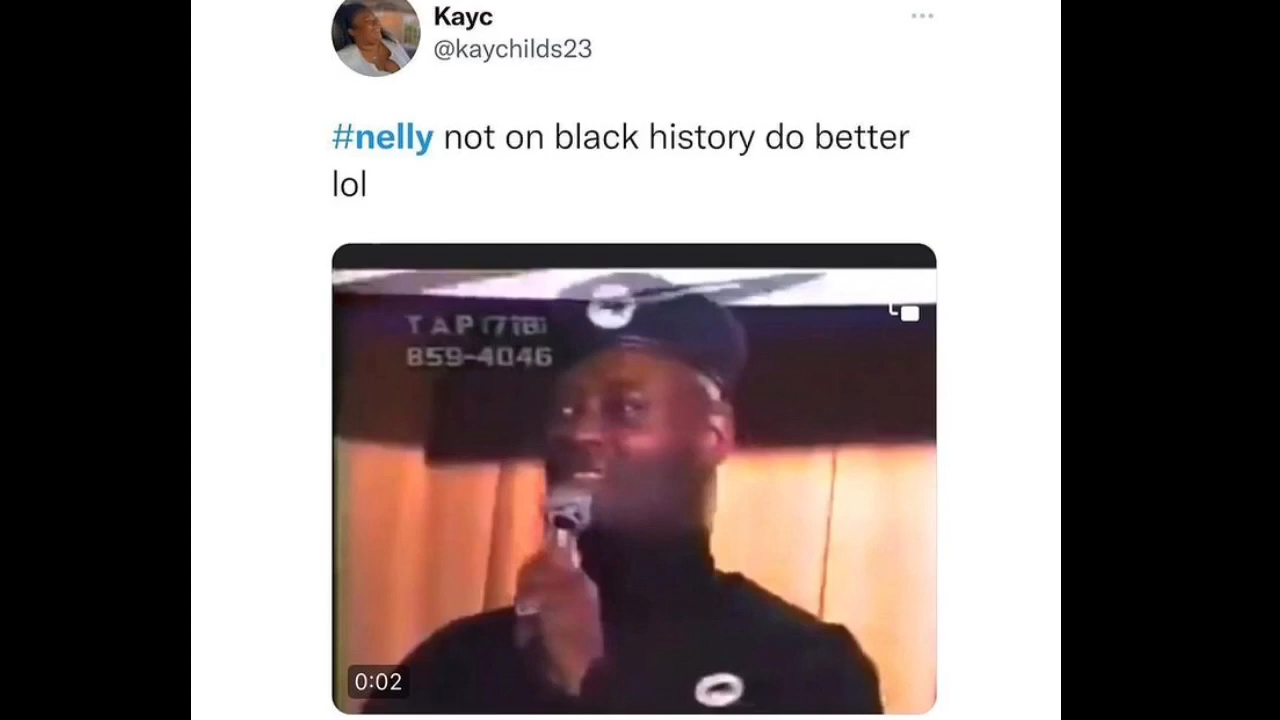 Kayc
@kaychilds23
#nelly not on black history do better
lol
TAP (718)
859-4046
0:02